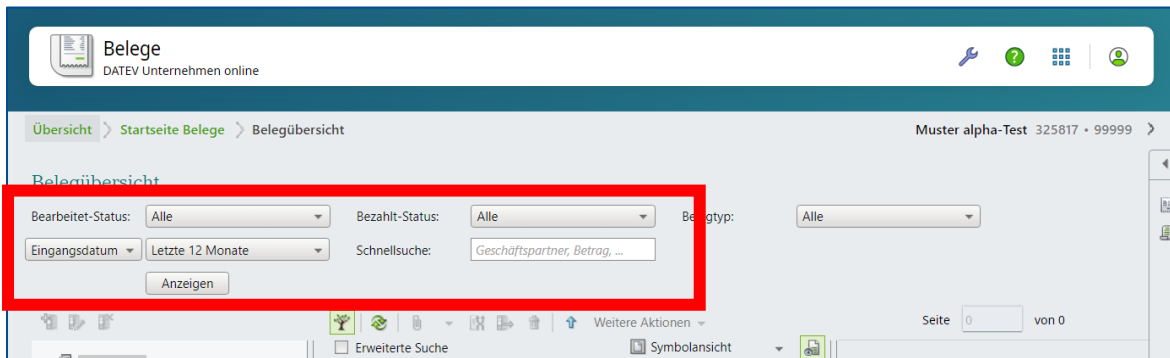 Belege
DATEV Unternehmen online
Übersicht Startseite Belege Belegübersicht Muster alpha-Test 325817 • 99999
Belegübersicht
Bearbeitet-Status: Alle Bezahlt-Status: Alle Alle
Eingangsdatum Letzte 12 Monate Schnellsuche: Geschäftspartner, Betrag, ...
Anzeigen
Weitere Aktionen Seite 0 von 0
Erweiterte Suche Symbolansicht